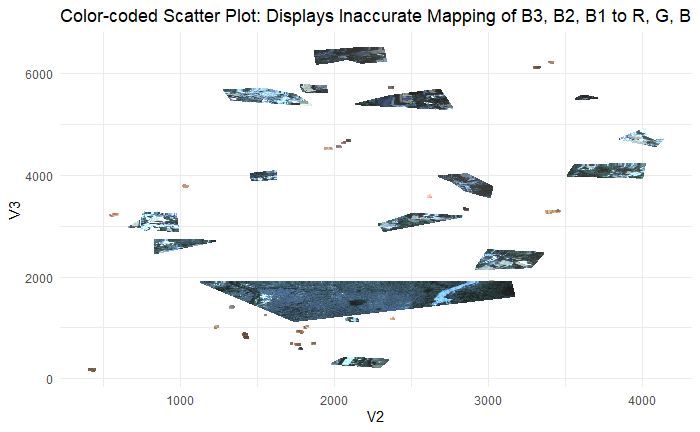 Color-coded Scatter Plot: Displays Inaccurate Mapping of B3, B2, B1 to R, G, B
6000
4000
2000
0
V3
1000
2000
3000
4000
V2